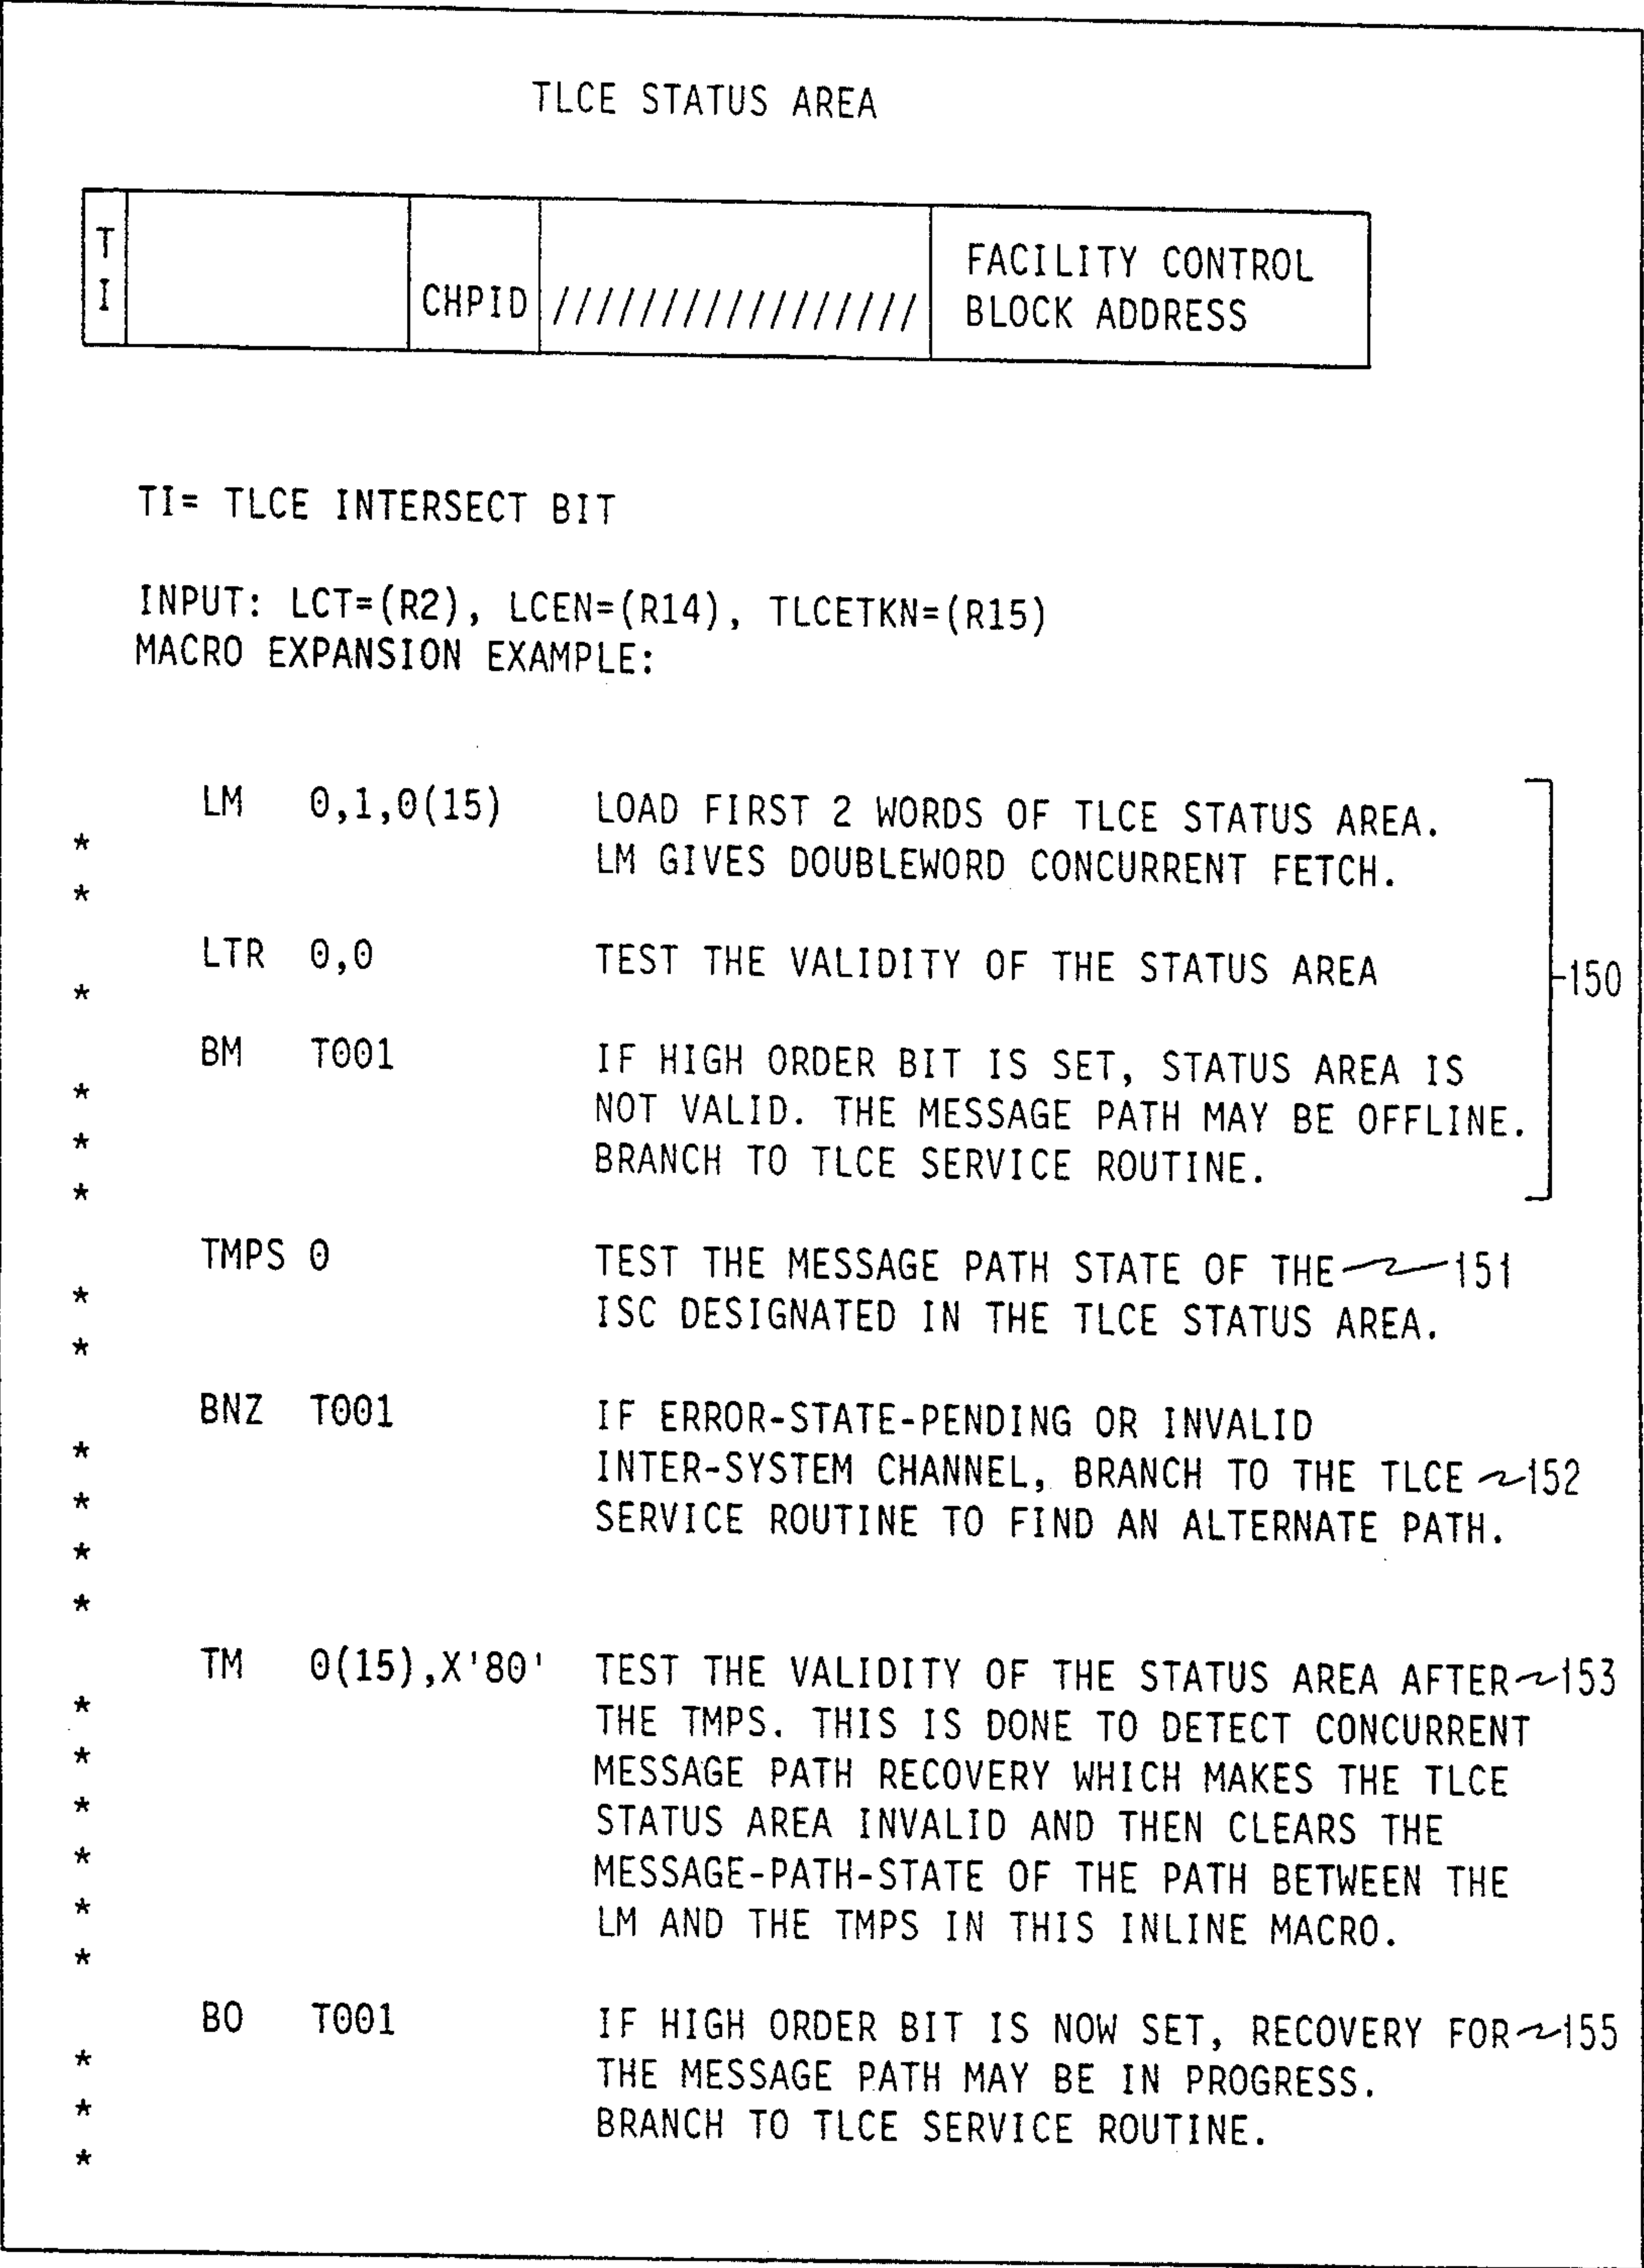 TLCE STATUS AREA
T
I
CHPID
/////////////////
FACILITY CONTROL
BLOCK ADDRESS
TI= TLCE INTERSECT BIT
INPUT: LCT=(R2), LCEN=(R14), TLCETKN=(R15)
MACRO EXPANSION EXAMPLE:
LM 0,1,0(15) LOAD FIRST 2 WORDS OF TLCE STATUS AREA.
* LM GIVES DOUBLEWORD CONCURRENT FETCH.
*
LTR 0,0 TEST THE VALIDITY OF THE STATUS AREA
* 150
BM T001 IF HIGH ORDER BIT IS SET, STATUS AREA IS
* NOT VALID. THE MESSAGE PATH MAY BE OFFLINE.
* BRANCH TO TLCE SERVICE ROUTINE.
*
TMPS 0 TEST THE MESSAGE PATH STATE OF THE 151
* ISC DESIGNATED IN THE TLCE STATUS AREA.
*
BNZ T001 IF ERROR-STATE-PENDING OR INVALID
* INTER-SYSTEM CHANNEL, BRANCH TO THE TLCE 152
* SERVICE ROUTINE TO FIND AN ALTERNATE PATH.
*
*
TM 0(15),X'80' TEST THE VALIDITY OF THE STATUS AREA AFTER 153
* THE TMPS. THIS IS DONE TO DETECT CONCURRENT
* MESSAGE PATH RECOVERY WHICH MAKES THE TLCE
* STATUS AREA INVALID AND THEN CLEARS THE
* MESSAGE-PATH-STATE OF THE PATH BETWEEN THE
* LM AND THE TMPS IN THIS INLINE MACRO.
*
BO T001 IF HIGH ORDER BIT IS NOW SET, RECOVERY FOR 155
* THE MESSAGE PATH MAY BE IN PROGRESS.
* BRANCH TO TLCE SERVICE ROUTINE.
*